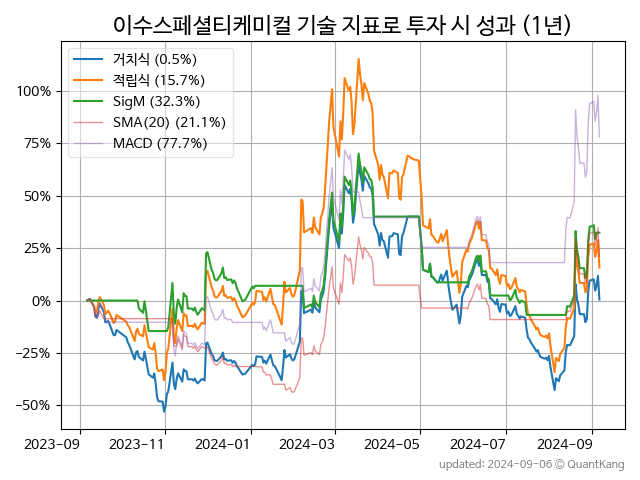 이수스페셜티케미컬 기술 지표로 투자 시 성과 (1년)
거치식 (0.5%)
적립식 (15.7%)
SigM (32.3%)
SMA(20) (21.1%)
MACD (77.7%)
100%
75%
50%
25%
0%
−25%
−50%
2023-09 2023-11 2024-01 2024-03 2024-05 2024-07 2024-09
updated: 2024-09-06 © QuantKang